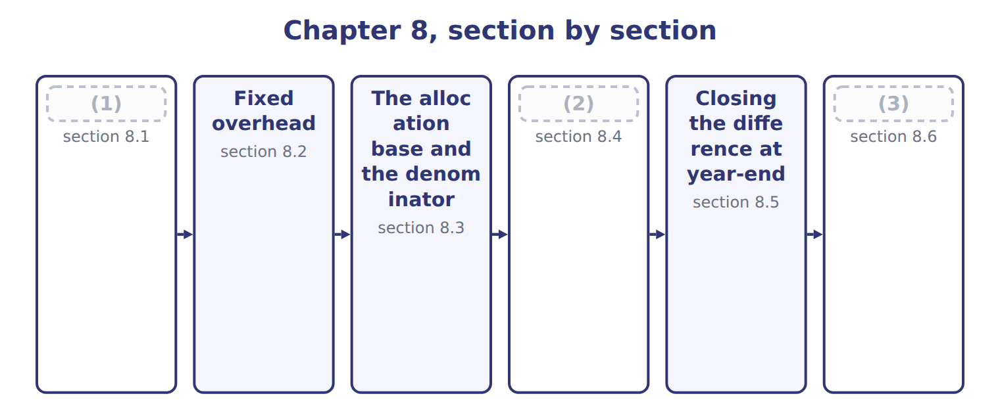 Chapter 8, section by section
(1)
section 8.1
Fixed
overhead
section 8.2
The alloc
ation
base and
the denom
inator
section 8.3
(2)
section 8.4
Closing
the diffe
rence at
year-end
section 8.5
(3)
section 8.6